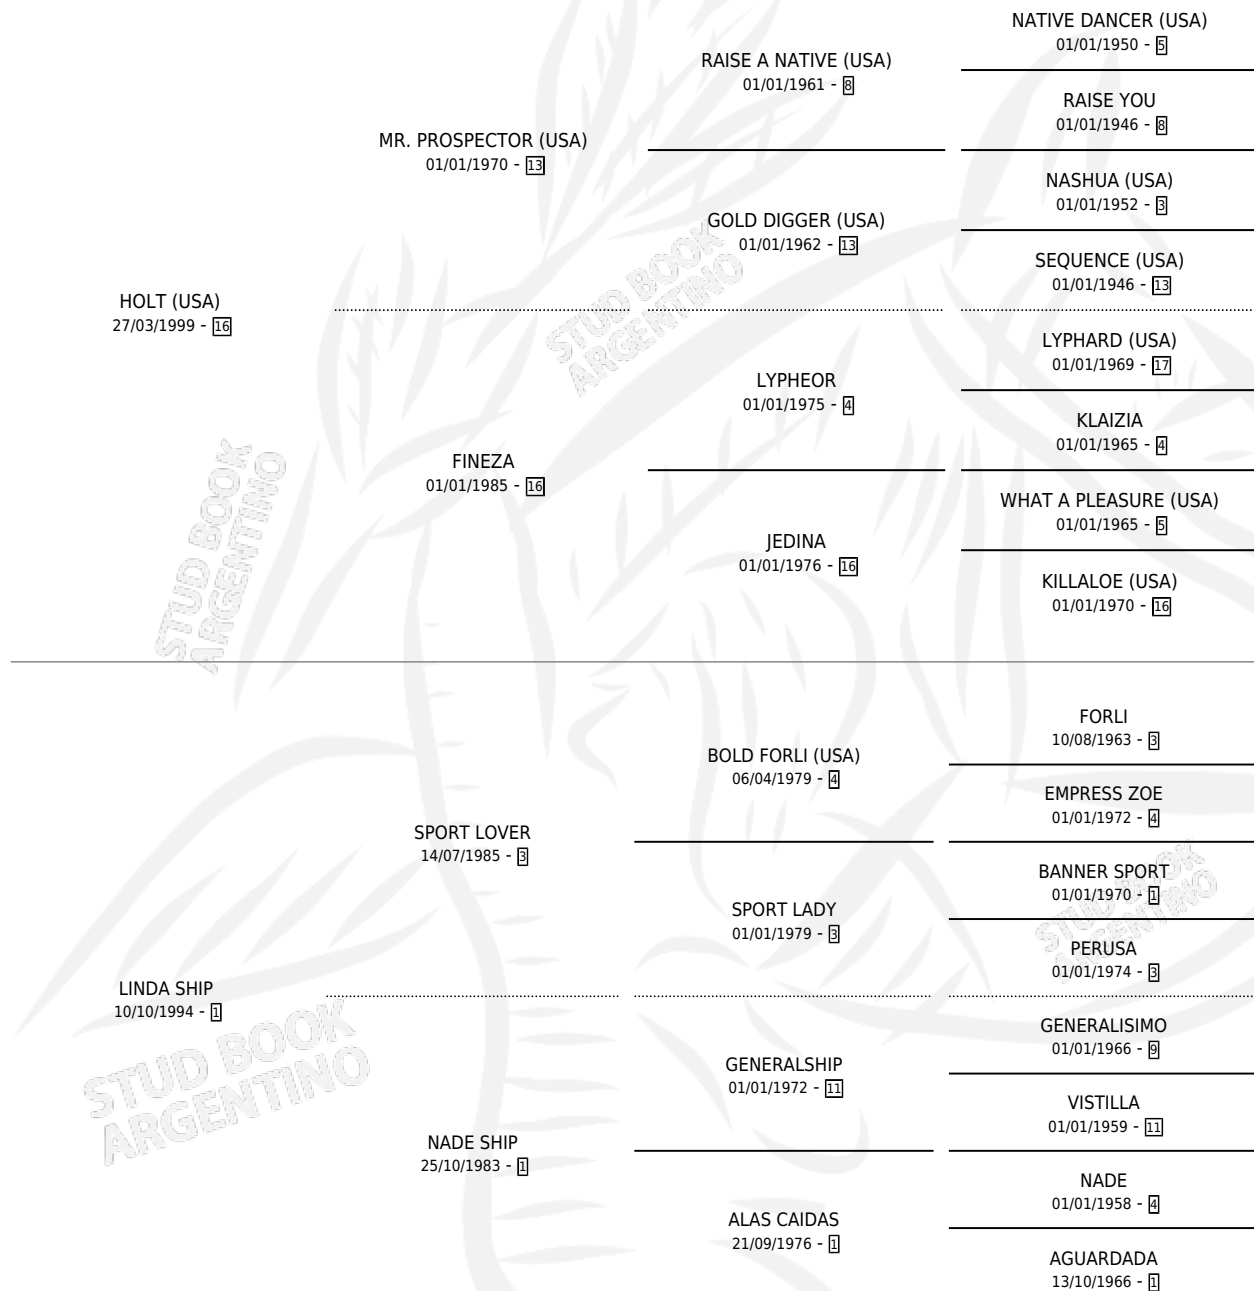 NATIVE DANCER (USA)
01/01/1950 - 5
RAISE A NATIVE (USA)
01/01/1961 - 8
RAISE YOU
01/01/1946 - 8
MR. PROSPECTOR (USA)
01/01/1970 - 13
NASHUA (USA)
01/01/1952 - 3
GOLD DIGGER (USA)
01/01/1962 - 13
SEQUENCE (USA)
01/01/1946 - 13
HOLT (USA)
27/03/1999 - 16
STUD BOOK
ARGENTINO
LYPHARD (USA)
01/01/1969 - 17
LYPHEOR
01/01/1975 - 4
KLAIZIA
01/01/1965 - 4
FINEZA
01/01/1985 - 16
WHAT A PLEASURE (USA)
01/01/1965 - 5
JEDINA
01/01/1976 - 16
KILLALOE (USA)
01/01/1970 - 16
STUD BOOK
ARGENTINO
FORLI
10/08/1963 - 3
BOLD FORLI (USA)
06/04/1979 - 4
EMPRESS ZOE
01/01/1972 - 4
SPORT LOVER
14/07/1985 - 3
BANNER SPORT
01/01/1970 - 1
SPORT LADY
01/01/1979 - 3
PERUSA
01/01/1974 - 3
STUD BOOK
ARGENTINO
LINDA SHIP
10/10/1994 - 1
GENERALISIMO
01/01/1966 - 9
GENERALSHIP
01/01/1972 - 11
VISTILLA
01/01/1959 - 11
STUD BOOK
ARGENTINO
NADE SHIP
25/10/1983 - 1
NADE
01/01/1958 - 4
ALAS CAIDAS
21/09/1976 - 1
AGUARDADA
13/10/1966 - 1